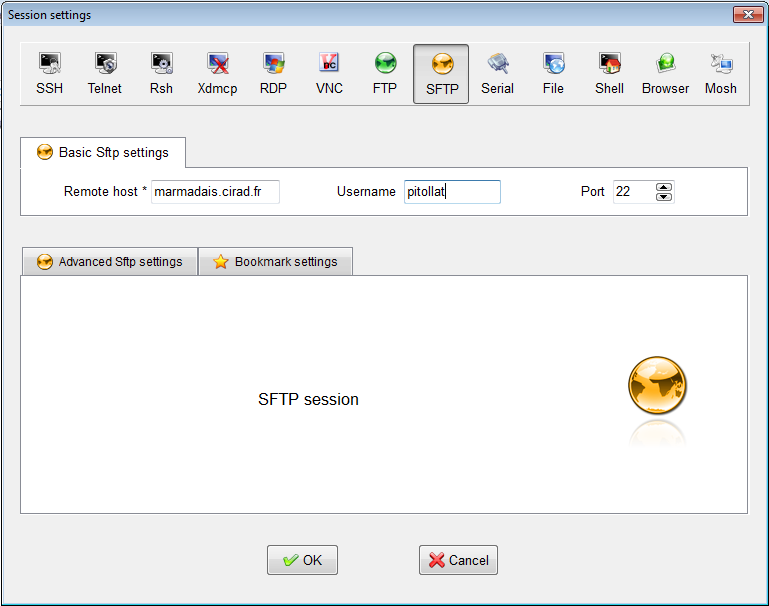 Session settings
SSH Telnet Rsh Xdmcp RDP VNC FTP SFTP Serial File Shell Browser Mosh
Basic Sftp settings
Remote host * marmadais.cirad.fr Username pitollat Port 22
Advanced Sftp settings Bookmark settings
SFTP session
OK Cancel